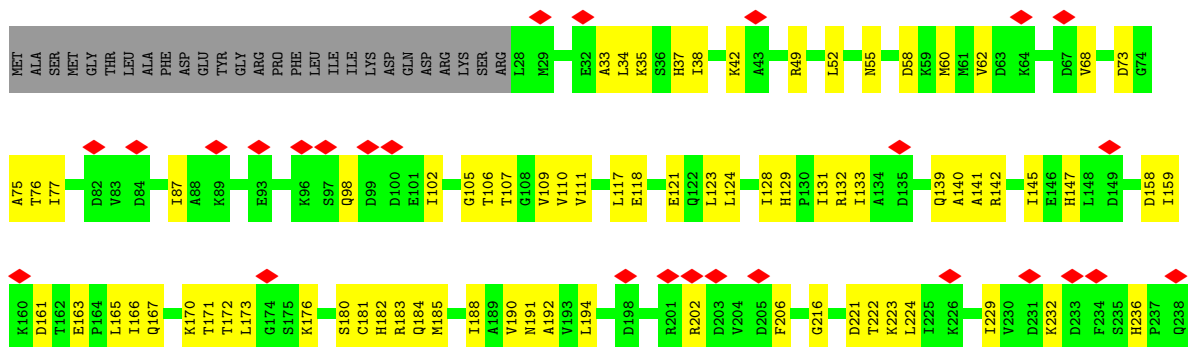 MET ALA SER MET GLY THR LEU ALA PHE ASP GLU TYR GLY ARG PRO PHE LEU ILE ILE LYS ASP GLN ASP ARG LYS SER ARG L28 M29 E32 A33 L34 K35 S36 H37 I38 K42 A43 R49 L52 N55 D58 K59 M60 M61 V62 D63 K64 D67 V68 D73 G74
A75 T76 I77 D82 V83 D84 I87 A88 K89 E93 K96 S97 Q98 D99 D100 E101 I102 G105 T106 T107 G108 V109 V110 V111 L117 E118 E121 Q122 L123 L124 I128 H129 P130 I131 R132 I133 A134 D135 Q139 A140 A141 R142 I145 E146 H147 L148 D149 D158 I159
K160 D161 T162 E163 P164 L165 I166 Q167 K170 T171 T172 L173 G174 S175 K176 S180 C181 H182 R183 Q184 M185 I188 A189 V190 N191 A192 V193 L194 D198 R201 R202 D203 V204 D205 F206 G216 D221 T222 K223 L224 I225 K226 I229 V230 D231 K232 D233 F234 S235 H236 P237 Q238